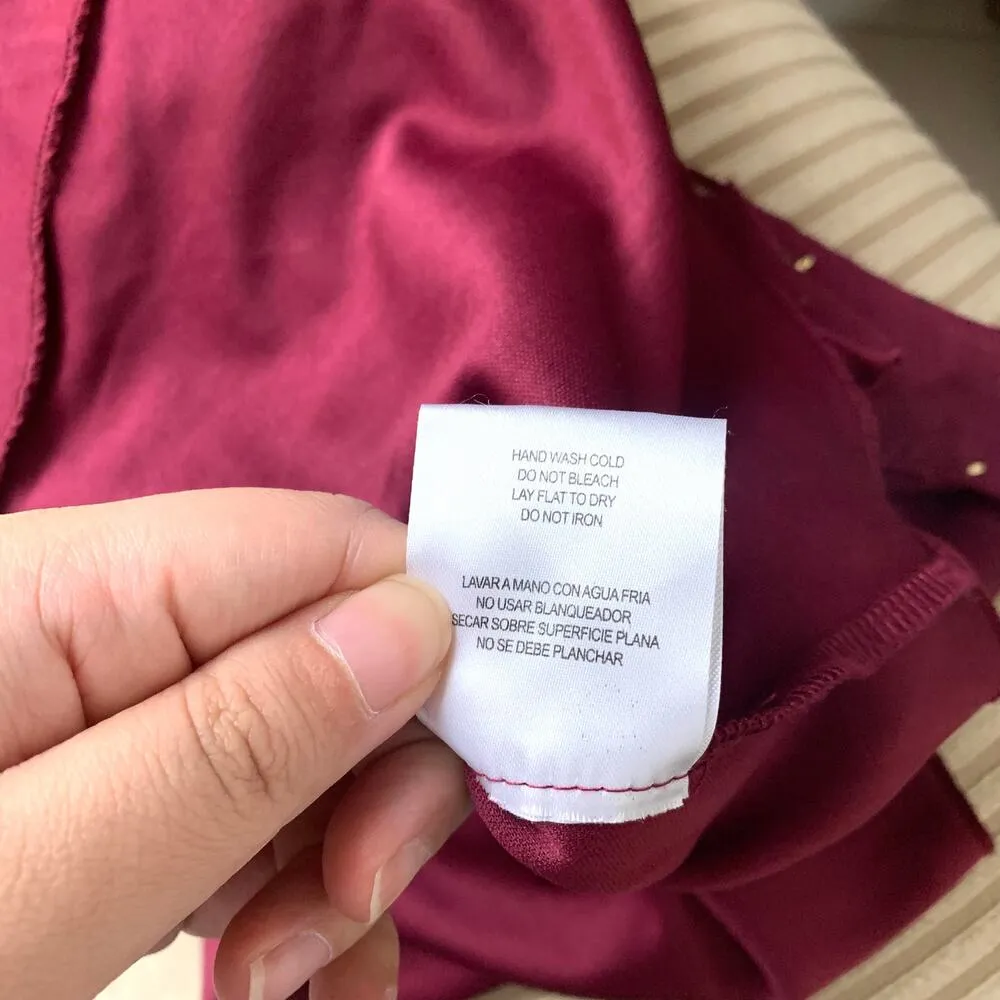 HAND WASH COLD
DO NOT BLEACH
LAY FLAT TO DRY
DO NOT IRON
LAVAR A MANO CON AGUA FRIA
NO USAR BLANQUEADOR
SECAR SOBRE SUPERFICIE PLANA
NO SE DEBE PLANCHAR